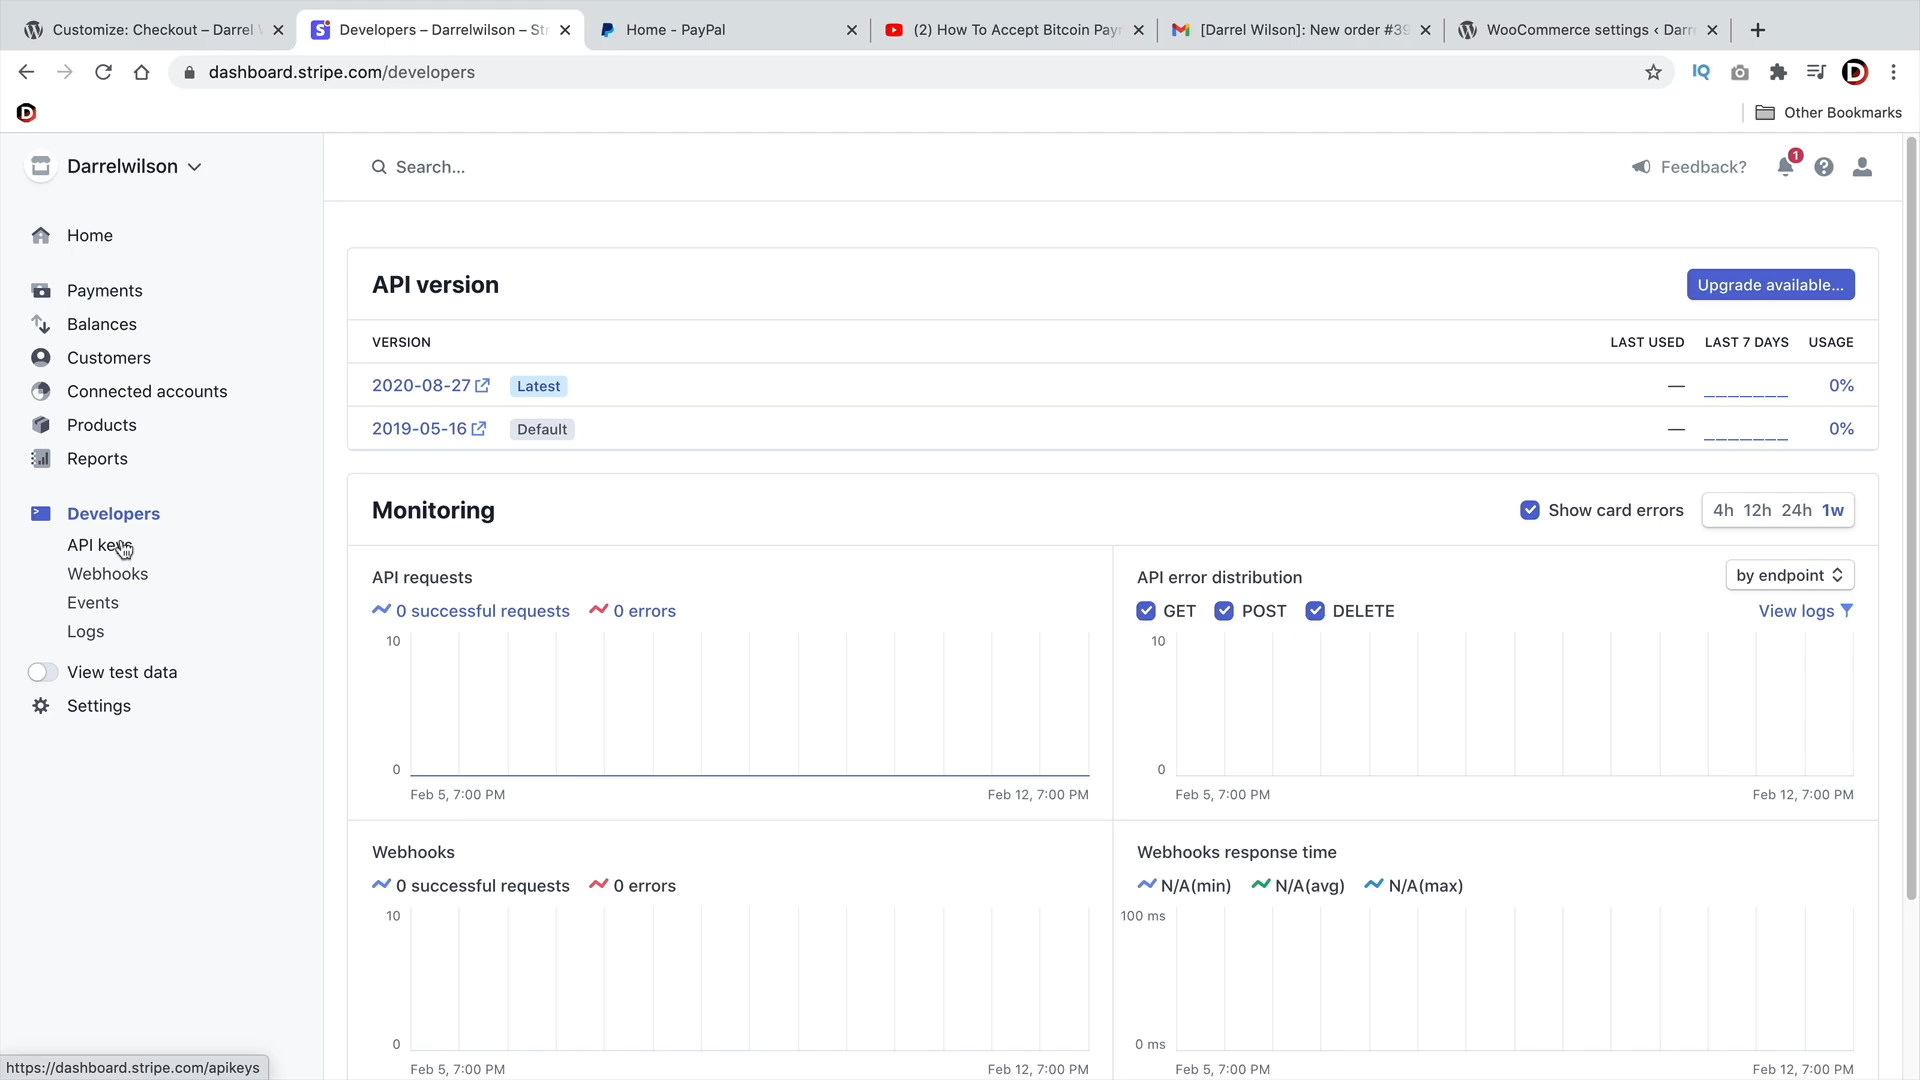 Customize: Checkout – Darrel
Developers – Darrelwilson – St
Home - PayPal
(2) How To Accept Bitcoin Pay
[Darrel Wilson]: New order #39
WooCommerce settings ‹ Darr
dashboard.stripe.com/developers
IQ
D
D
Other Bookmarks
Darrelwilson
Search...
Feedback?
1
Home
Payments
Balances
Customers
Connected accounts
Products
Reports
Developers
API keys
Webhooks
Events
Logs
View test data
Settings
API version
Upgrade available...
VERSION LAST USED LAST 7 DAYS USAGE
2020-08-27 Latest — 0%
2019-05-16 Default — 0%
Monitoring
Show card errors
4h 12h 24h 1w
API requests
0 successful requests 0 errors
10
0
Feb 5, 7:00 PM Feb 12, 7:00 PM
API error distribution
by endpoint
GET POST DELETE
View logs
10
0
Feb 5, 7:00 PM Feb 12, 7:00 PM
Webhooks
0 successful requests 0 errors
10
0
Feb 5, 7:00 PM Feb 12, 7:00 PM
Webhooks response time
N/A(min) N/A(avg) N/A(max)
100 ms
0 ms
Feb 5, 7:00 PM Feb 12, 7:00 PM
https://dashboard.stripe.com/apikeys